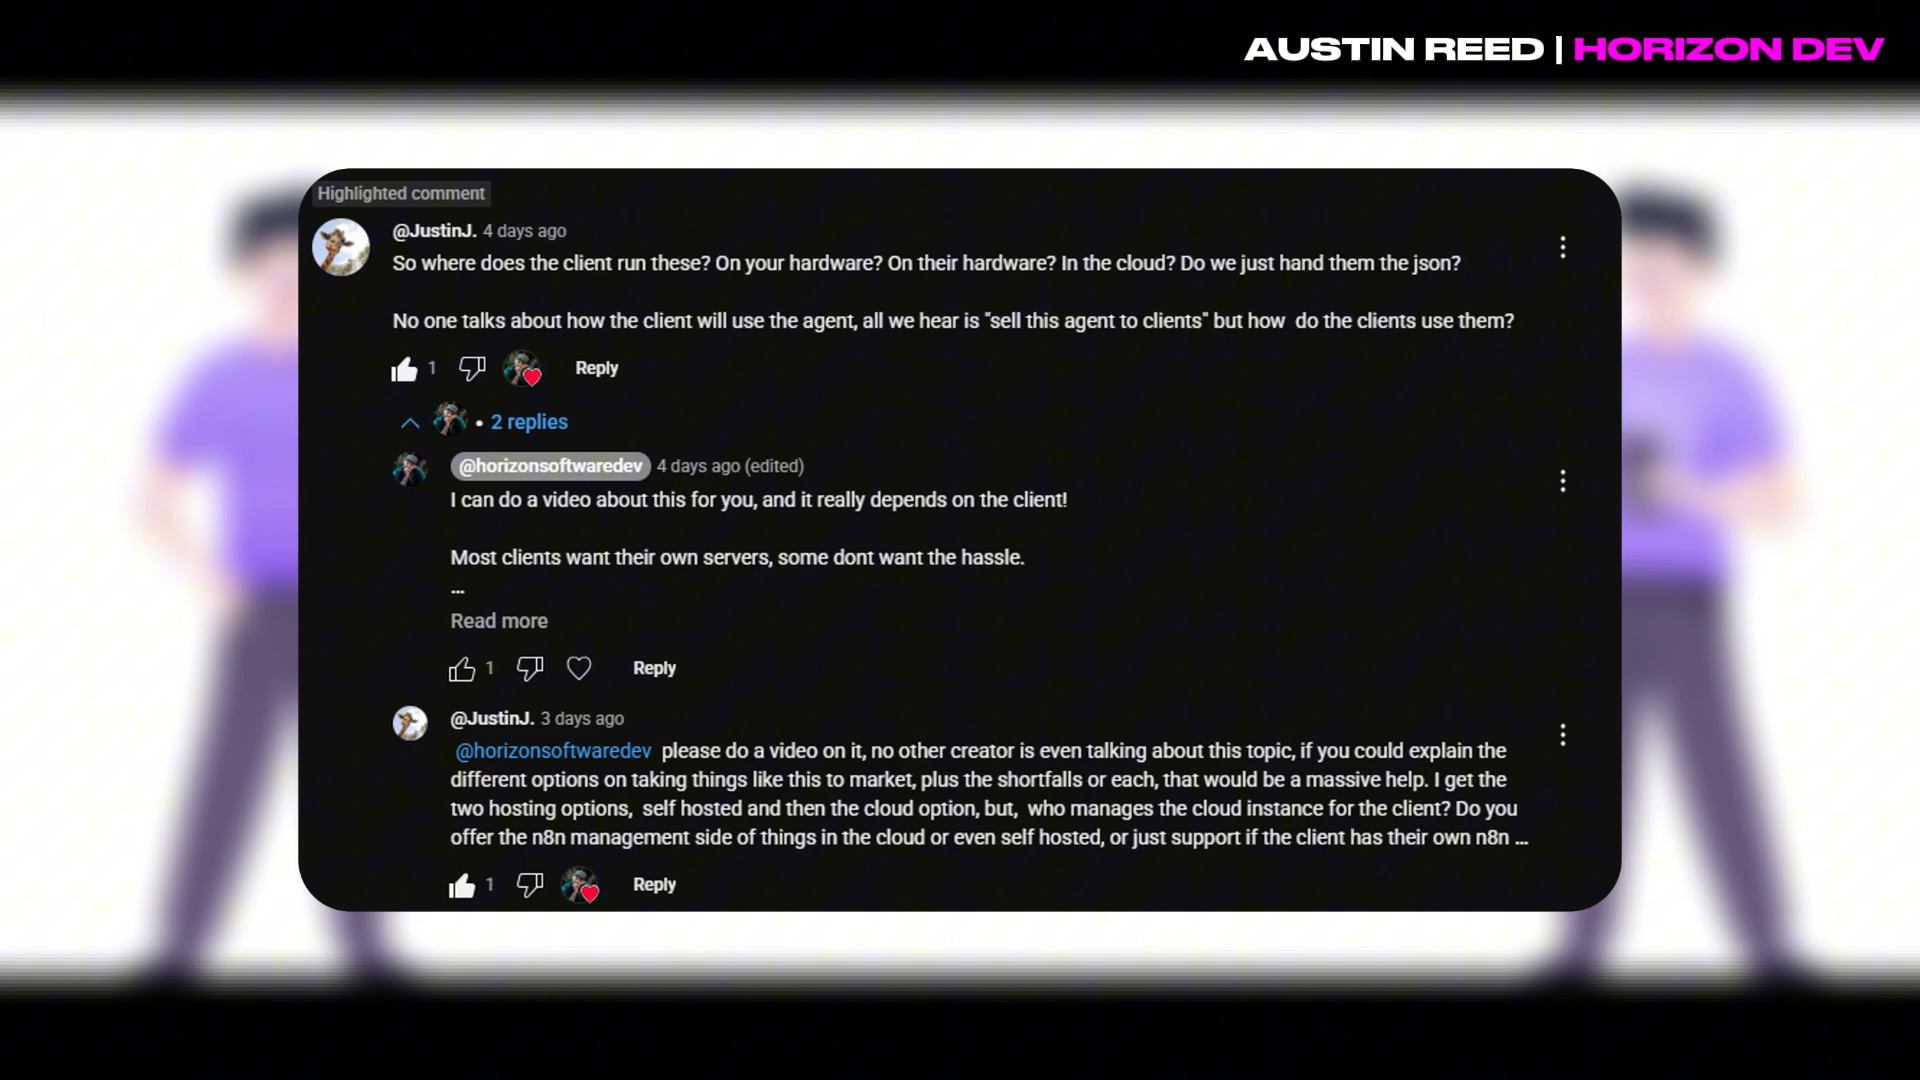 AUSTIN REED | HORIZON DEV
Highlighted comment
@JustinJ. 4 days ago
So where does the client run these? On your hardware? On their hardware? In the cloud? Do we just hand them the json?
No one talks about how the client will use the agent, all we hear is "sell this agent to clients" but how  do the clients use them?
1 Reply
• 2 replies
@horizonsoftwaredev 4 days ago (edited)
I can do a video about this for you, and it really depends on the client!
Most clients want their own servers, some dont want the hassle.
...
Read more
1 Reply
@JustinJ. 3 days ago
@horizonsoftwaredev  please do a video on it, no other creator is even talking about this topic, if you could explain the
different options on taking things like this to market, plus the shortfalls or each, that would be a massive help. I get the
two hosting options,  self hosted and then the cloud option, but,  who manages the cloud instance for the client? Do you
offer the n8n management side of things in the cloud or even self hosted, or just support if the client has their own n8n ...
1 Reply